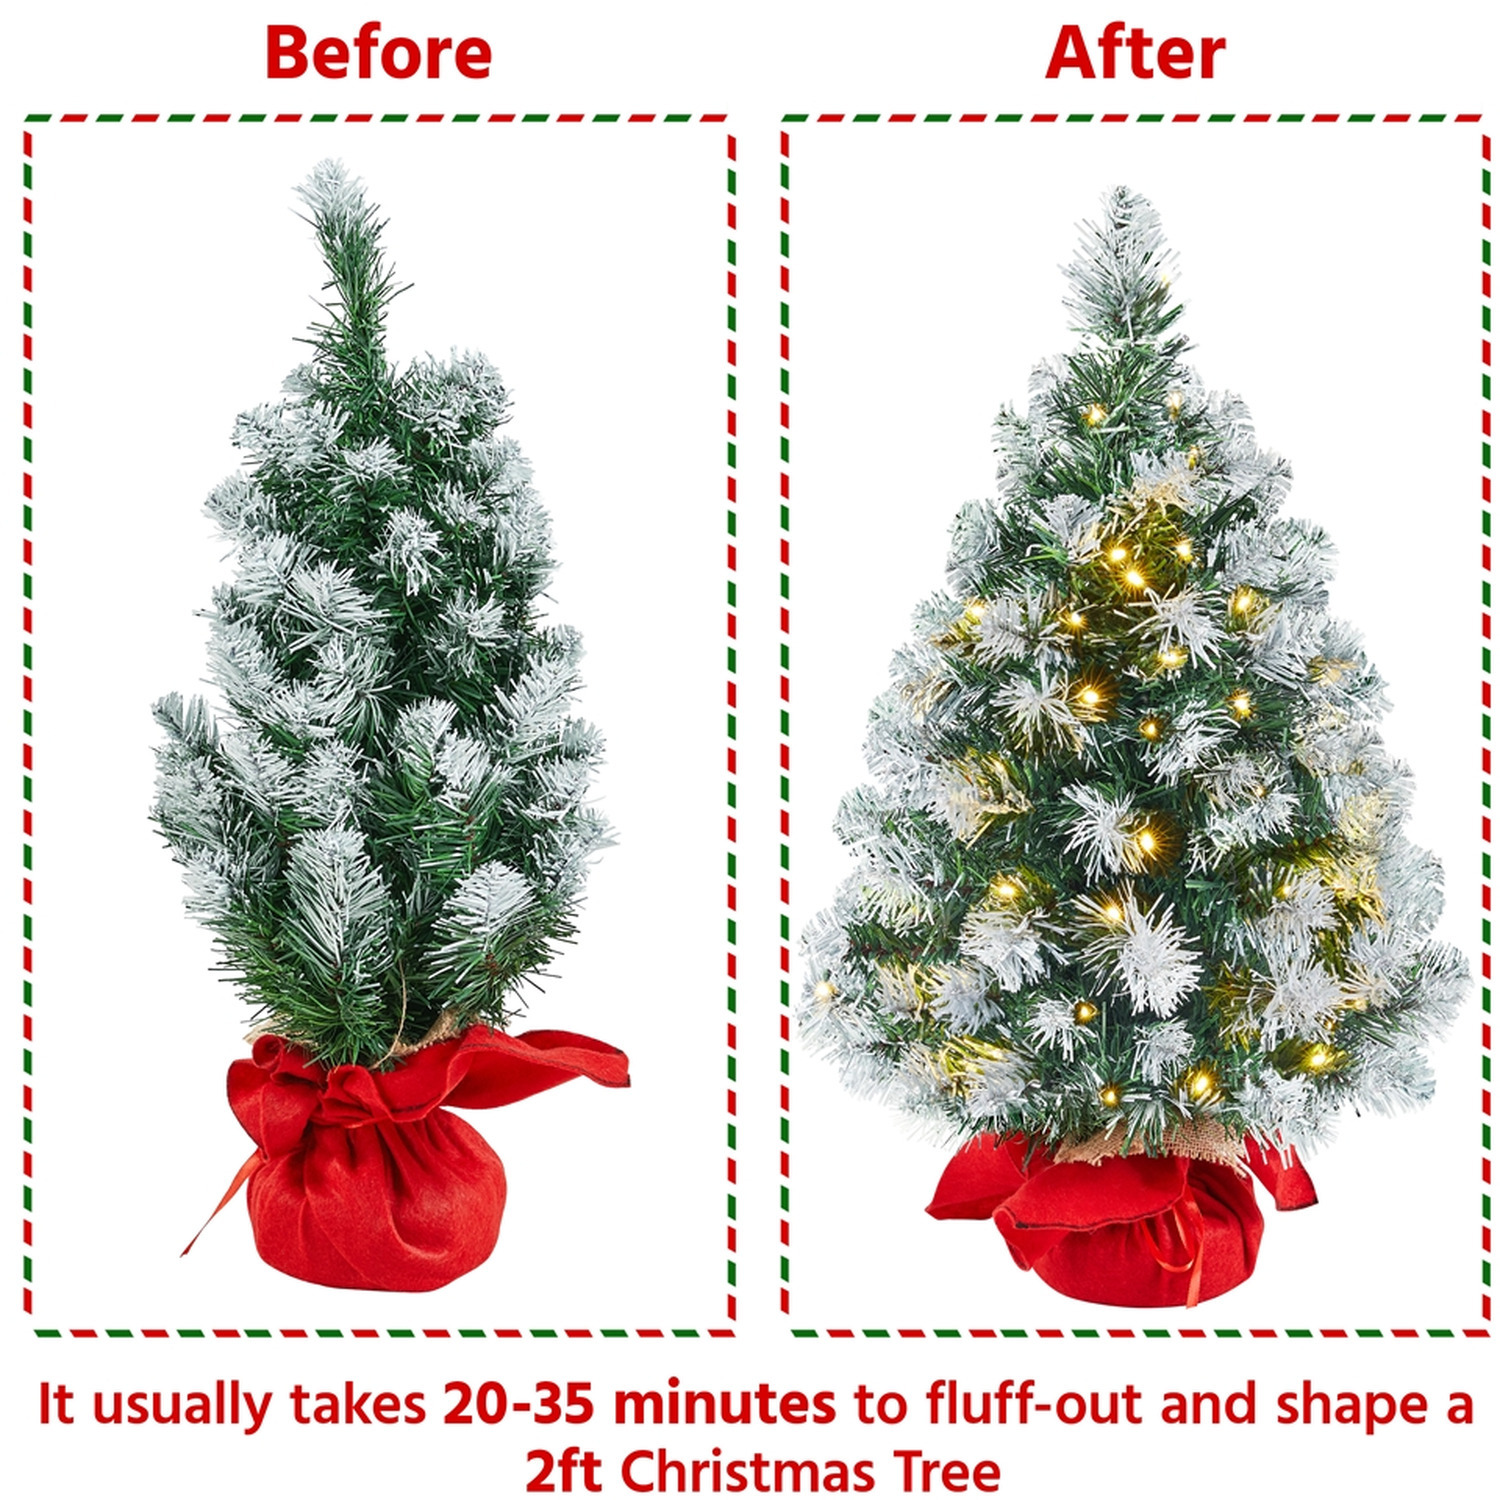 Before
After
It usually takes 20-35 minutes to fluff-out and shape a
2ft Christmas Tree